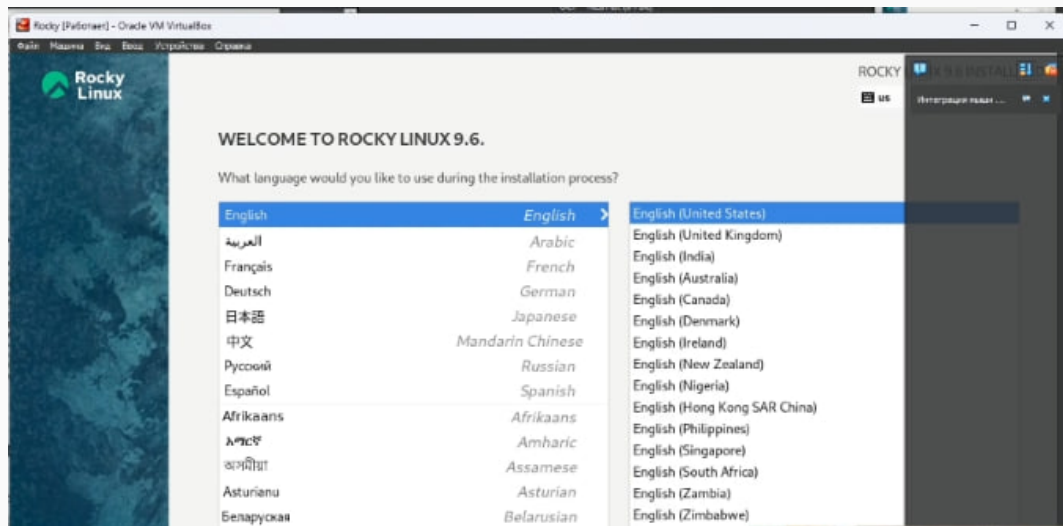 Rocky [Работает] - Oracle VM VirtualBox
Файл Машина Вид Ввод Устройства Справка
Rocky
Linux
ROCKY
us
Интеграция мыши ...
WELCOME TO ROCKY LINUX 9.6.
What language would you like to use during the installation process?
English English
العربية Arabic
Français French
Deutsch German
日本語 Japanese
中文 Mandarin Chinese
Русский Russian
Español Spanish
Afrikaans Afrikaans
አማርኛ Amharic
অসমীয়া Assamese
Asturianu Asturian
Беларуская Belarusian
English (United States)
English (United Kingdom)
English (India)
English (Australia)
English (Canada)
English (Denmark)
English (Ireland)
English (New Zealand)
English (Nigeria)
English (Hong Kong SAR China)
English (Philippines)
English (Singapore)
English (South Africa)
English (Zambia)
English (Zimbabwe)